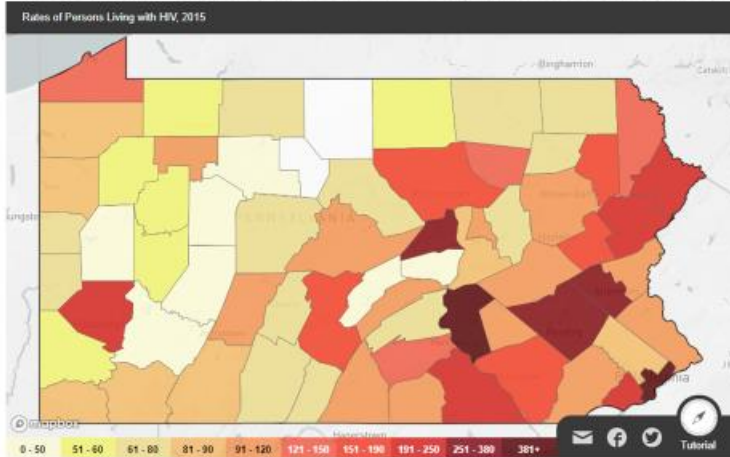 Rates of Persons Living with HIV, 2015
Binghamton
PENNSYLVANIA
mapbox
Hagerstown
0 - 50 51 - 60 61 - 80 81 - 90 91 - 120 121 - 150 151 - 190 191 - 250 251 - 380 381+
Tutorial